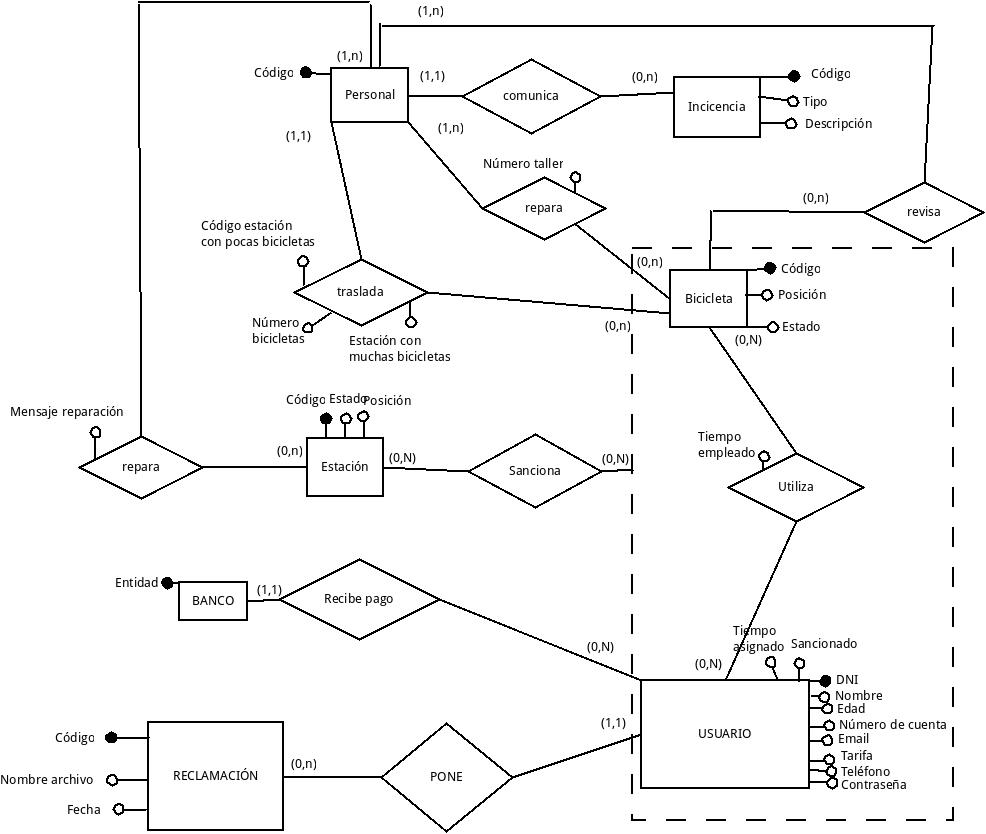 (1,n)
(1,n)
Código
Personal
(1,1)
comunica
(0,n)
Incicencia
Código
Tipo
Descripción
(1,1)
(1,n)
Número taller
repara
(0,n)
revisa
Código estación
con pocas bicicletas
traslada
Número
bicicletas
Estación con
muchas bicicletas
(0,n)
(0,n)
Bicicleta
Código
Posición
Estado
(0,N)
Mensaje reparación
repara
(0,n)
Código
Estado
Posición
Estación
(0,N)
Sanciona
(0,N)
Tiempo
empleado
Utiliza
Entidad
BANCO
(1,1)
Recibe pago
(0,N)
(0,N)
Tiempo
asignado
Sancionado
USUARIO
DNI
Nombre
Edad
Número de cuenta
Email
Tarifa
Teléfono
Contraseña
(1,1)
Código
Nombre archivo
Fecha
RECLAMACIÓN
(0,n)
PONE